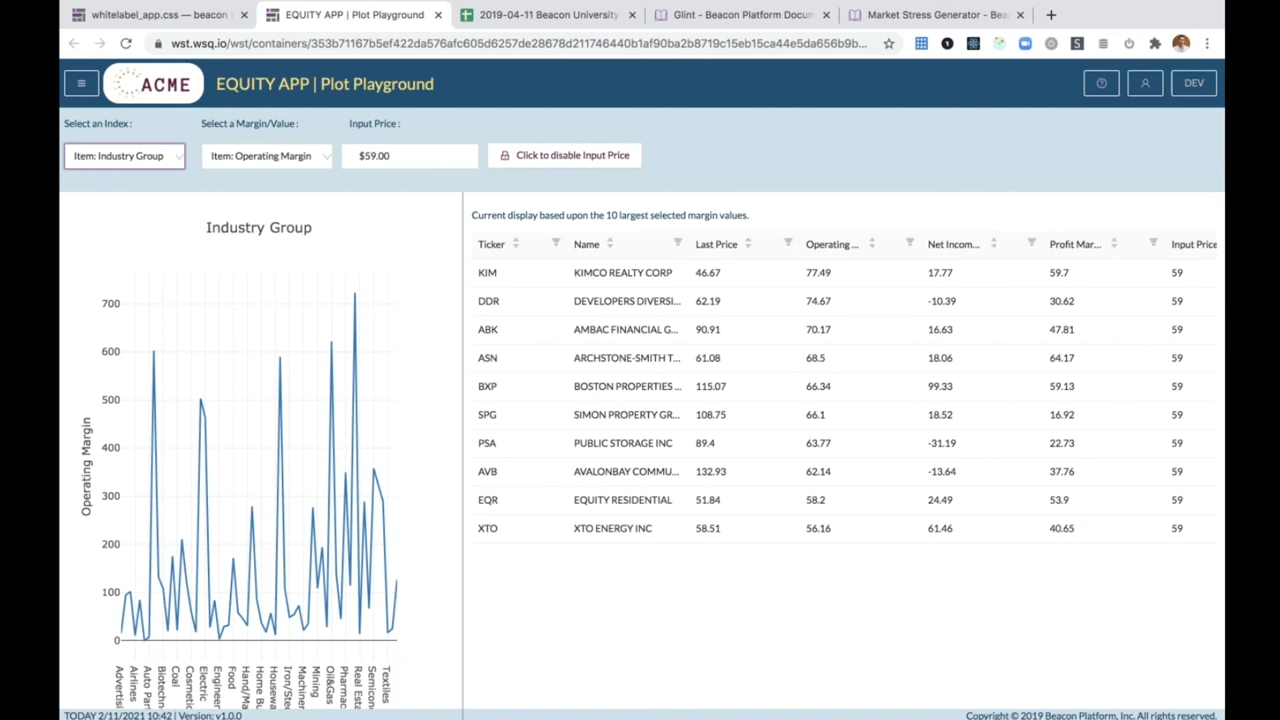 whitelabel_app.css — beacon
EQUITY APP | Plot Playground
2019-04-11 Beacon University
Glint - Beacon Platform Docum
Market Stress Generator - Bea
wst.wsq.io/wst/containers/353b71167b5ef422da576afc605d6257de28678d211746440b1af90ba2b8719c15eb15ca44e5da656b9b...
ACME
EQUITY APP | Plot Playground
DEV
Select an Index :
Select a Margin/Value :
Input Price :
Item: Industry Group
Item: Operating Margin
$59.00
Click to disable Input Price
Industry Group
Operating Margin
700
600
500
400
300
200
100
0
Advertisi
Airlines
Auto Par
Biotechn
Coal
Cosmetic
Electric
Engineer
Food
Hand/Ma
Home Bu
Housewa
Iron/Stee
Machiner
Mining
Oil&Gas
Pharmac
Real Esta
Semicon
Textiles
Current display based upon the 10 largest selected margin values.
Ticker Name Last Price Operating ... Net Incom... Profit Mar... Input Price
KIM KIMCO REALTY CORP 46.67 77.49 17.77 59.7 59
DDR DEVELOPERS DIVERSI... 62.19 74.67 -10.39 30.62 59
ABK AMBAC FINANCIAL G... 90.91 70.17 16.63 47.81 59
ASN ARCHSTONE-SMITH T... 61.08 68.5 18.06 64.17 59
BXP BOSTON PROPERTIES ... 115.07 66.34 99.33 59.13 59
SPG SIMON PROPERTY GR... 108.75 66.1 18.52 16.92 59
PSA PUBLIC STORAGE INC 89.4 63.77 -31.19 22.73 59
AVB AVALONBAY COMMU... 132.93 62.14 -13.64 37.76 59
EQR EQUITY RESIDENTIAL 51.84 58.2 24.49 53.9 59
XTO XTO ENERGY INC 58.51 56.16 61.46 40.65 59
TODAY 2/11/2021 10:42 | Version: v1.0.0
Copyright © 2019 Beacon Platform, Inc. All rights reserved.